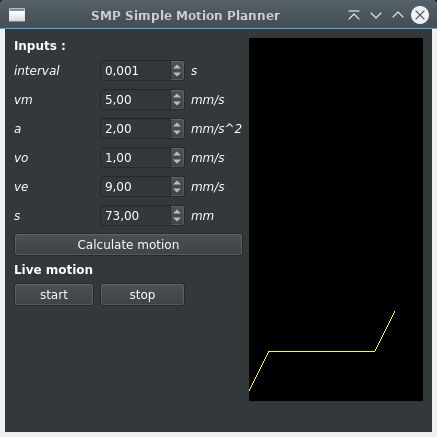 SMP Simple Motion Planner
Inputs :
interval 0,001 s
vm 5,00 mm/s
a 2,00 mm/s^2
vo 1,00 mm/s
ve 9,00 mm/s
s 73,00 mm
Calculate motion
Live motion
start stop